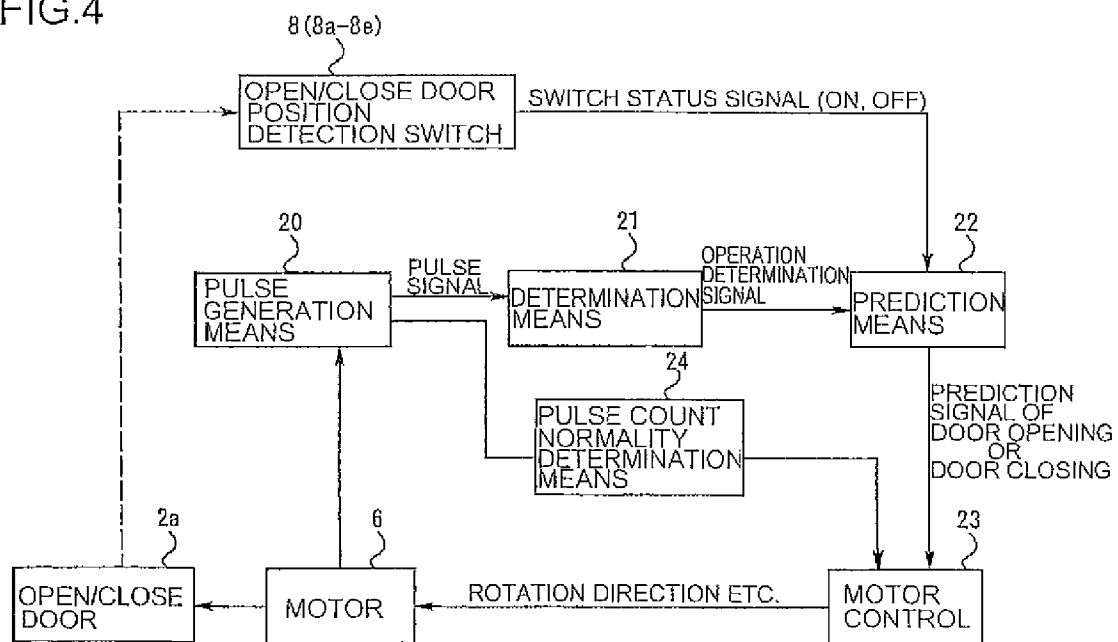 FIG.4
8(8a-8e)
OPEN/CLOSE DOOR
POSITION
DETECTION SWITCH
SWITCH STATUS SIGNAL (ON, OFF)
20
PULSE
GENERATION
MEANS
PULSE
SIGNAL
21
DETERMINATION
MEANS
OPERATION
DETERMINATION
SIGNAL
22
PREDICTION
MEANS
24
PULSE COUNT
NORMALITY
DETERMINATION
MEANS
PREDICTION
SIGNAL OF
DOOR OPENING
OR
DOOR CLOSING
2a
OPEN/CLOSE
DOOR
6
MOTOR
ROTATION DIRECTION ETC.
23
MOTOR
CONTROL